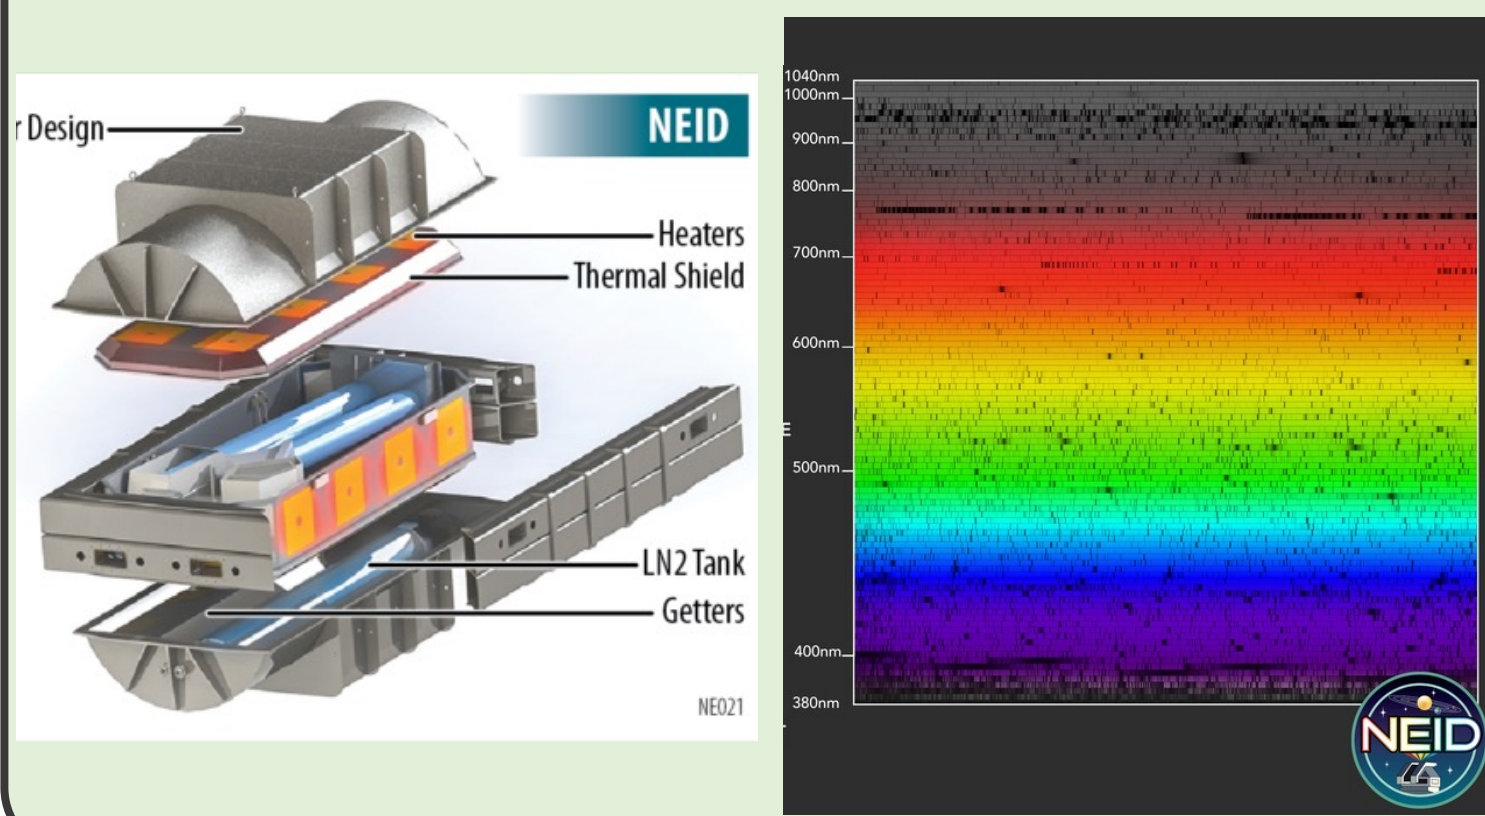 r Design
NEID
Heaters
Thermal Shield
LN2 Tank
Getters
NE021
1040nm
1000nm
900nm
800nm
700nm
600nm
E
500nm
400nm
380nm
NEID